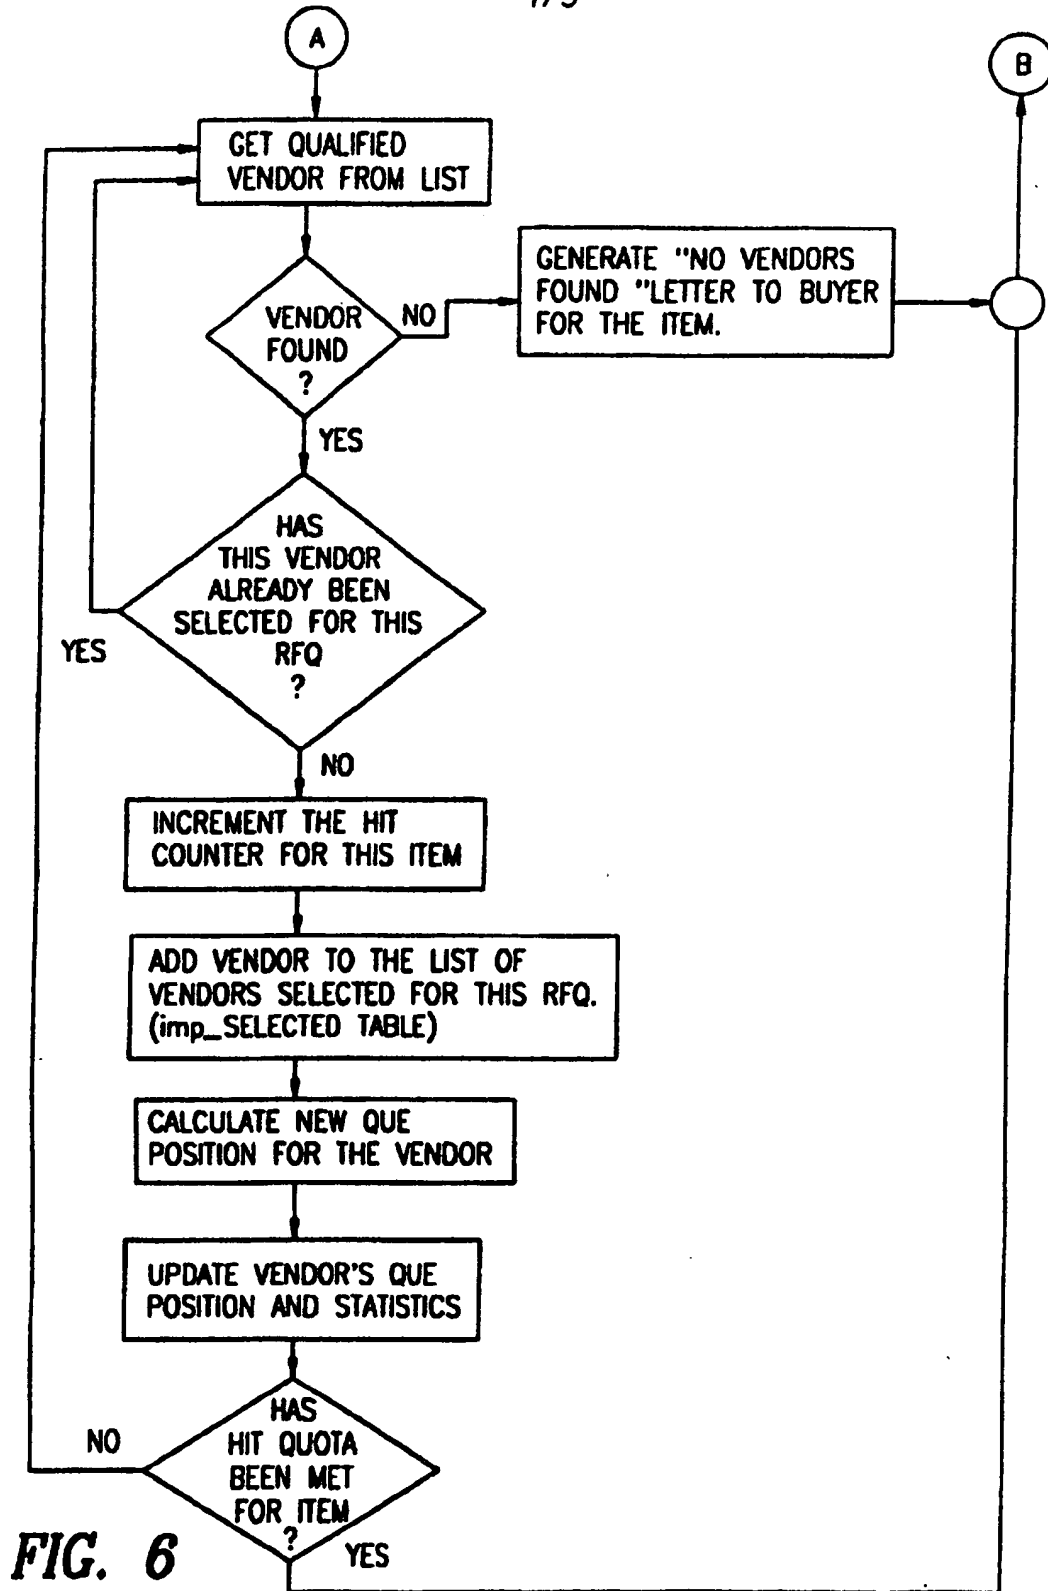 A
B
GET QUALIFIED
VENDOR FROM LIST
GENERATE "NO VENDORS
FOUND "LETTER TO BUYER
FOR THE ITEM.
VENDOR
FOUND
?
NO
YES
HAS
THIS VENDOR
ALREADY BEEN
SELECTED FOR THIS
RFQ
?
YES
NO
INCREMENT THE HIT
COUNTER FOR THIS ITEM
ADD VENDOR TO THE LIST OF
VENDORS SELECTED FOR THIS RFQ.
(imp_SELECTED TABLE)
CALCULATE NEW QUE
POSITION FOR THE VENDOR
UPDATE VENDOR'S QUE
POSITION AND STATISTICS
HAS
HIT QUOTA
BEEN MET
FOR ITEM
?
NO
YES
FIG. 6